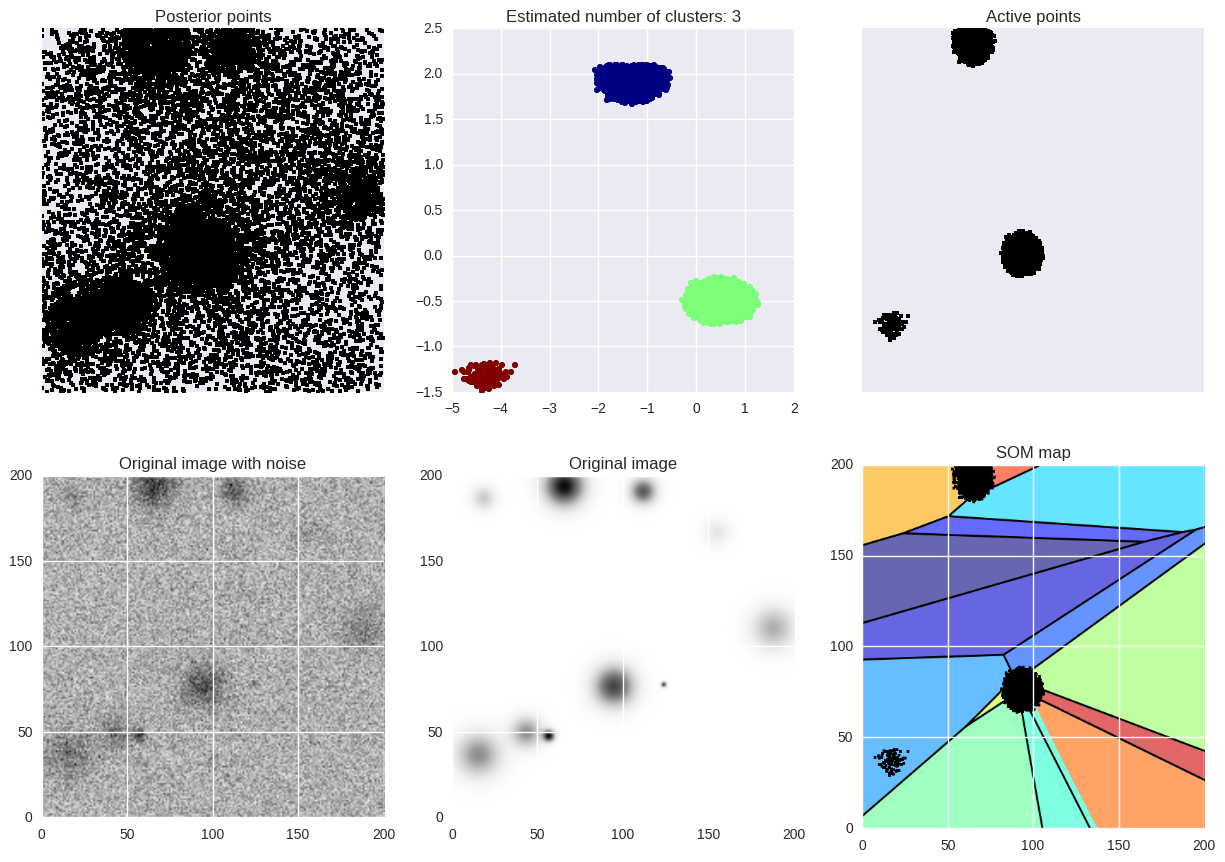 Posterior points
Estimated number of clusters: 3
Active points
2.5
2.0
1.5
1.0
0.5
0.0
−0.5
−1.0
−1.5
−5 −4 −3 −2 −1 0 1 2
Original image with noise
Original image
SOM map
200
150
100
50
0
0 50 100 150 200
200
150
100
50
0
0 50 100 150 200
200
150
100
50
0
0 50 100 150 200